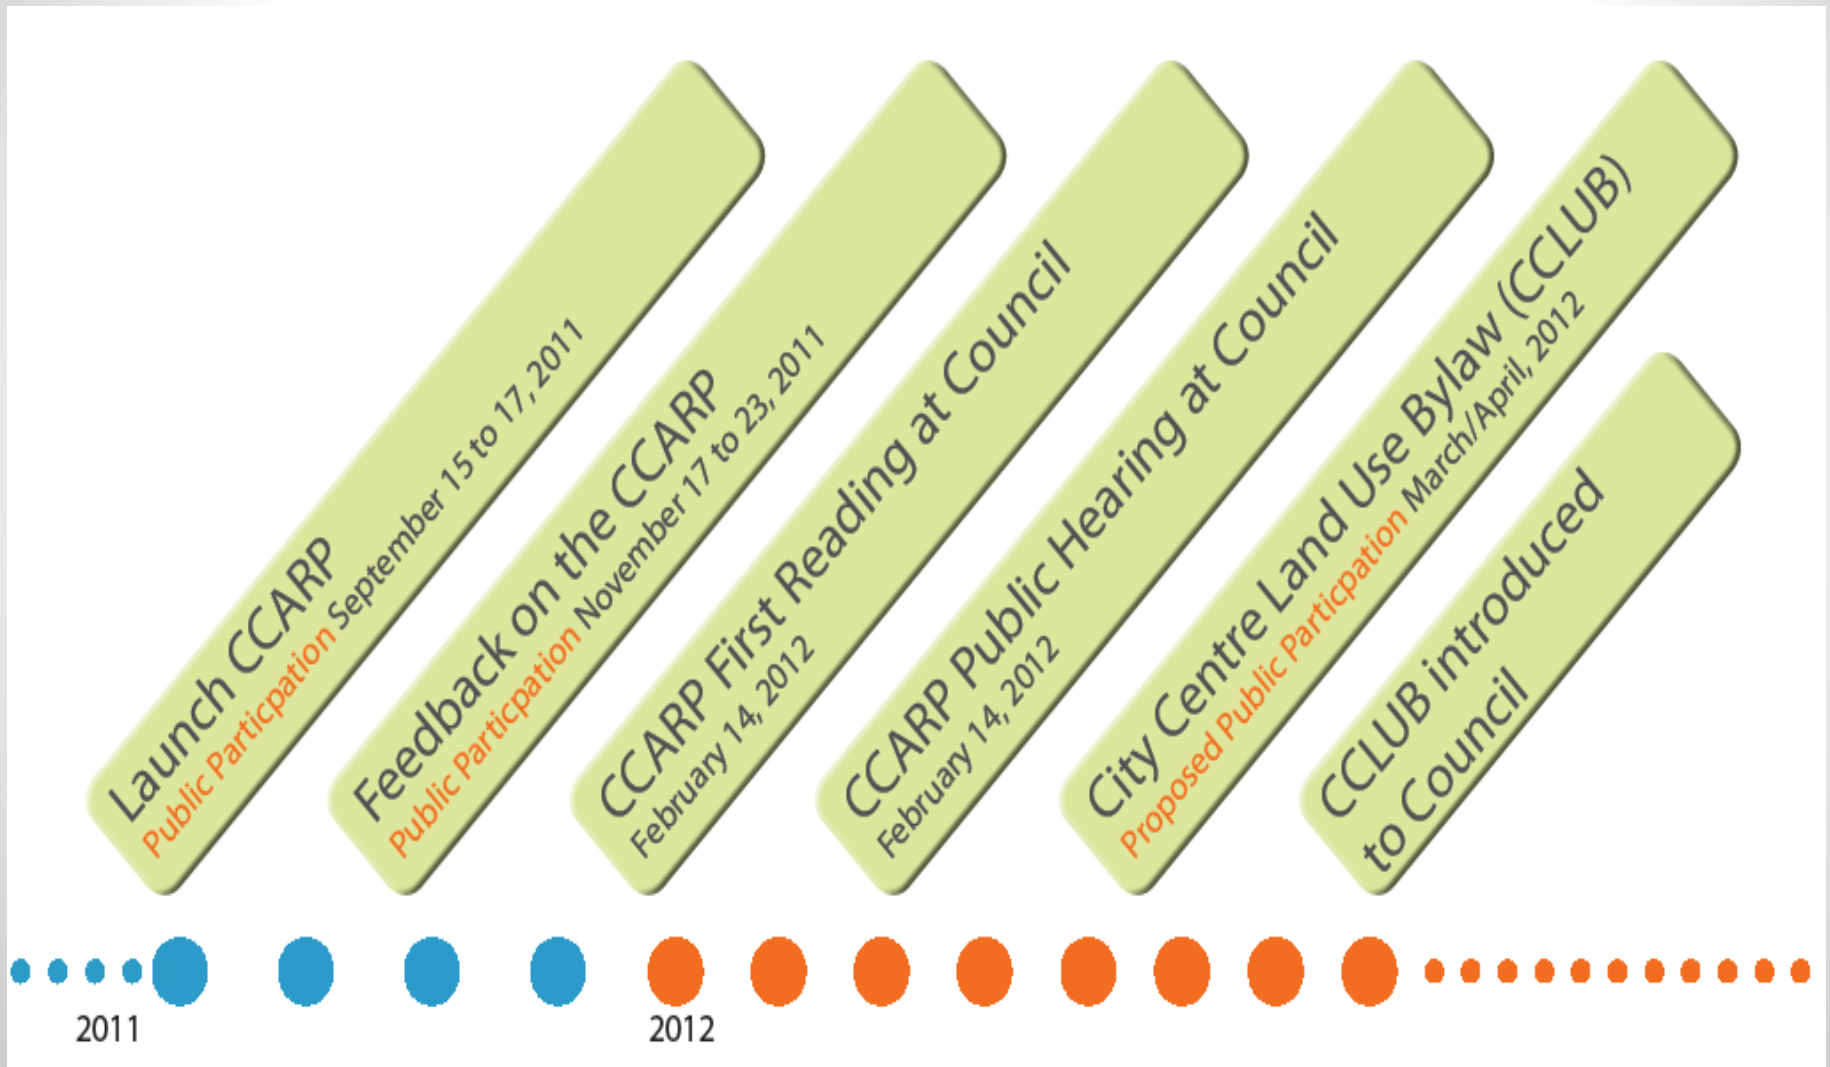 Launch CCARP
Public Particpation September 15 to 17, 2011
Feedback on the CCARP
Public Particpation November 17 to 23, 2011
CCARP First Reading at Council
February 14, 2012
CCARP Public Hearing at Council
February 14, 2012
City Centre Land Use Bylaw (CCLUB)
Proposed Public Particpation March/April, 2012
CCLUB introduced
to Council
2011
2012